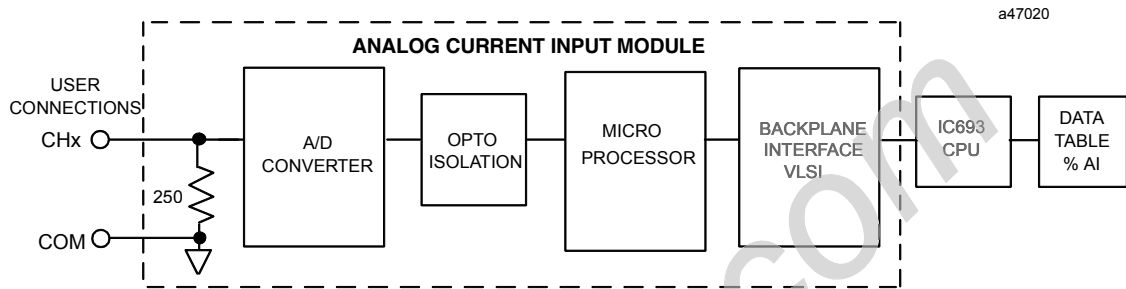 a47020
ANALOG CURRENT INPUT MODULE
USER
CONNECTIONS
CHx
250
COM
A/D
CONVERTER
OPTO
ISOLATION
MICRO
PROCESSOR
BACKPLANE
INTERFACE
VLSI
IC693
CPU
DATA
TABLE
% AI
com